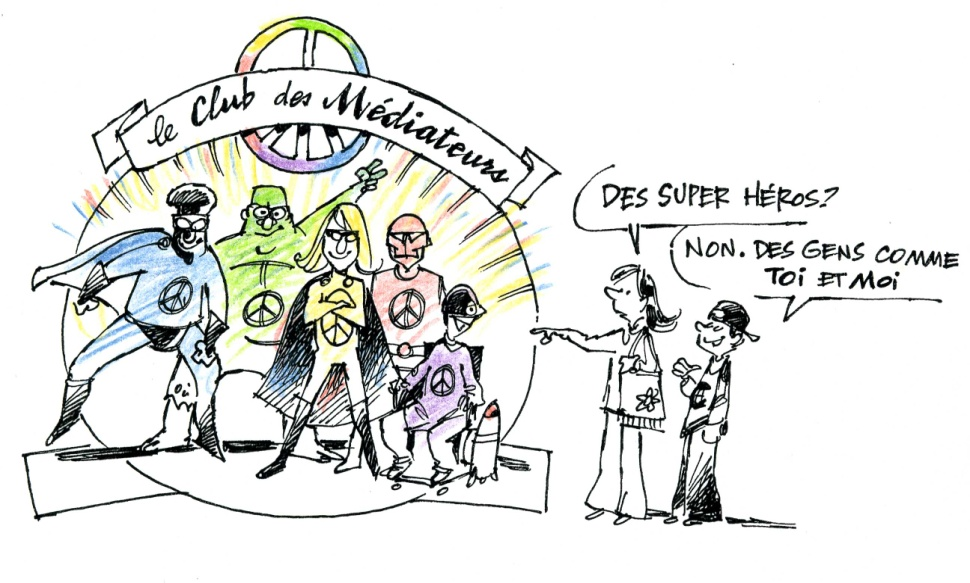 le Club des Médiateurs
DES SUPER HÉROS?
NON. DES GENS COMME
TOI ET MOI